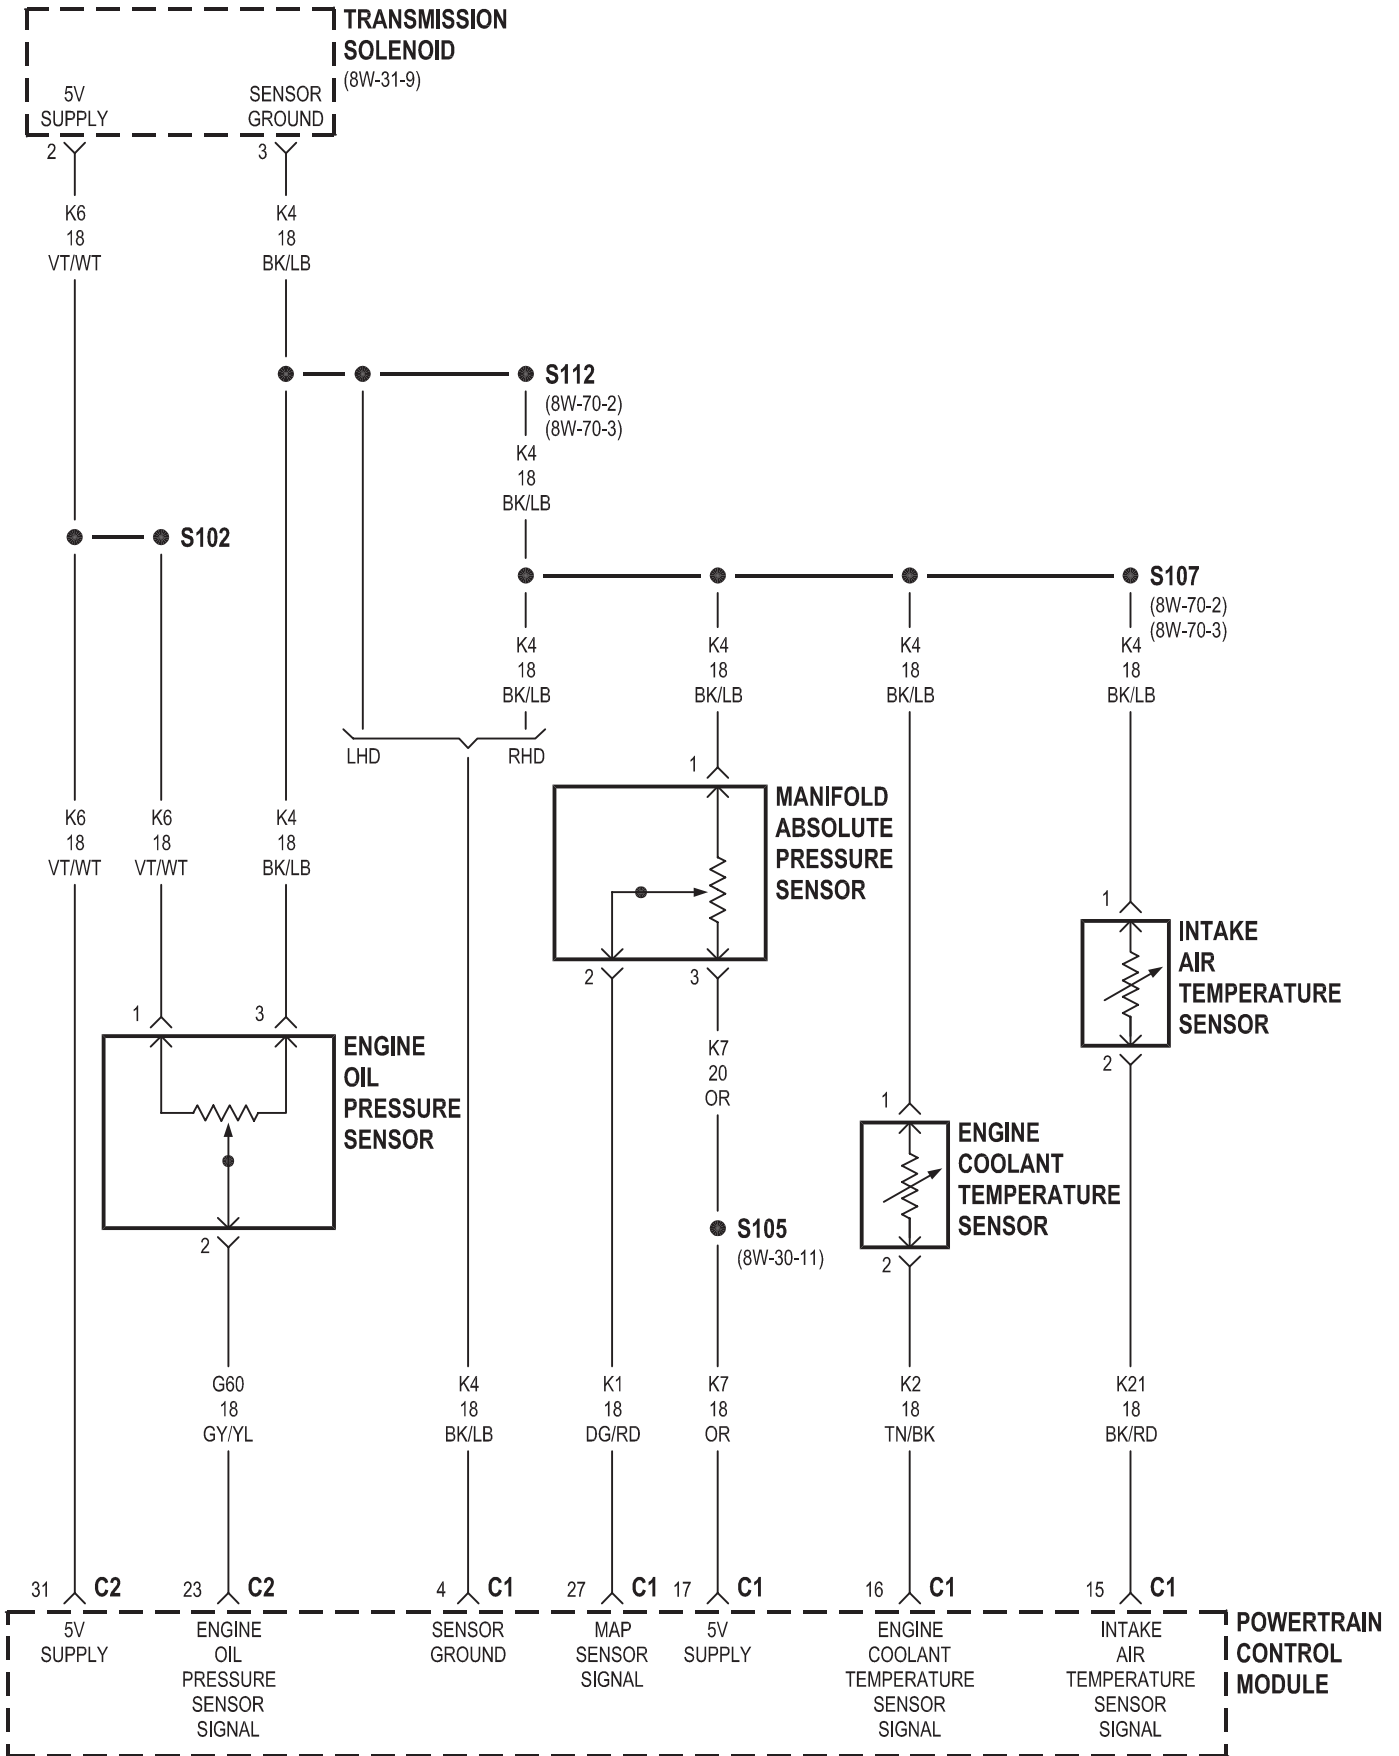 TRANSMISSION
SOLENOID
(8W-31-9)
5V
SUPPLY
SENSOR
GROUND
2
3
K6
18
VT/WT
K4
18
BK/LB
S112
(8W-70-2)
(8W-70-3)
K4
18
BK/LB
S102
S107
(8W-70-2)
(8W-70-3)
K4
18
BK/LB
K4
18
BK/LB
K4
18
BK/LB
K4
18
BK/LB
LHD
RHD
1
MANIFOLD
ABSOLUTE
PRESSURE
SENSOR
2
3
K6
18
VT/WT
K6
18
VT/WT
K4
18
BK/LB
1
INTAKE
AIR
TEMPERATURE
SENSOR
2
1
3
ENGINE
OIL
PRESSURE
SENSOR
2
K7
20
OR
1
ENGINE
COOLANT
TEMPERATURE
SENSOR
2
S105
(8W-30-11)
G60
18
GY/YL
K4
18
BK/LB
K1
18
DG/RD
K7
18
OR
K2
18
TN/BK
K21
18
BK/RD
31 C2
23 C2
4 C1
27 C1
17 C1
16 C1
15 C1
5V
SUPPLY
ENGINE
OIL
PRESSURE
SENSOR
SIGNAL
SENSOR
GROUND
MAP
SENSOR
SIGNAL
5V
SUPPLY
ENGINE
COOLANT
TEMPERATURE
SENSOR
SIGNAL
INTAKE
AIR
TEMPERATURE
SENSOR
SIGNAL
POWERTRAIN
CONTROL
MODULE